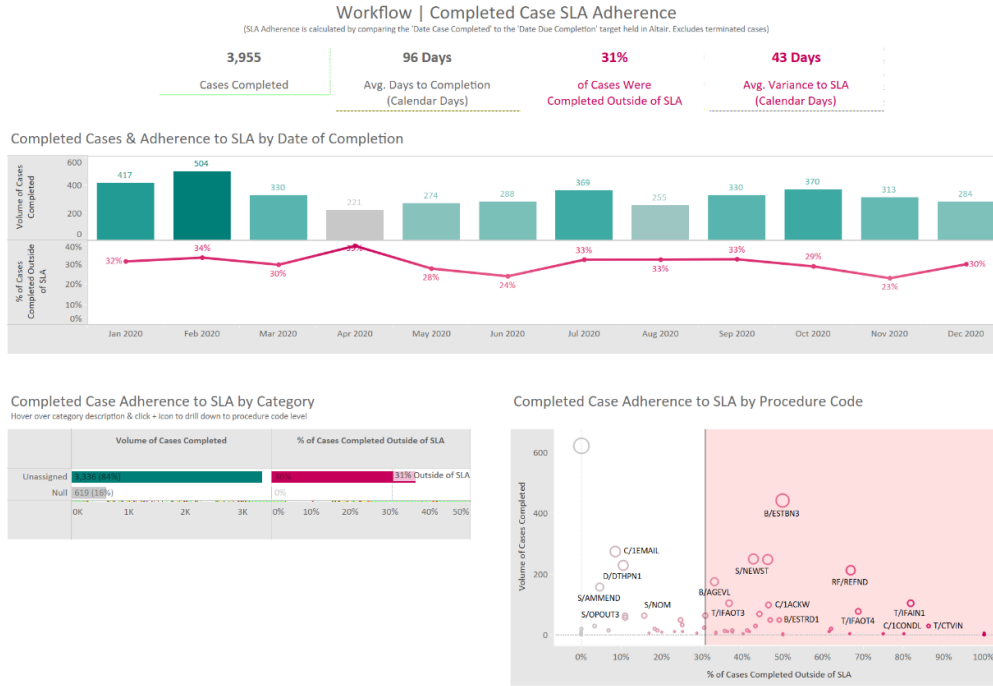 Workflow | Completed Case SLA Adherence
(SLA Adherence is calculated by comparing the 'Date Case Completed' to the 'Date Due Completion' target held in Altair. Excludes terminated cases)
3,955
Cases Completed
96 Days
Avg. Days to Completion
(Calendar Days)
31%
of Cases Were
Completed Outside of SLA
43 Days
Avg. Variance to SLA
(Calendar Days)
Completed Cases & Adherence to SLA by Date of Completion
Volume of Cases
Completed
600
400
200
0
417
504
330
221
274
288
369
255
330
370
313
284
% of Cases
Completed Outside
of SLA
40%
30%
20%
10%
0%
32%
34%
30%
39%
28%
24%
33%
33%
33%
29%
23%
30%
Jan 2020
Feb 2020
Mar 2020
Apr 2020
May 2020
Jun 2020
Jul 2020
Aug 2020
Sep 2020
Oct 2020
Nov 2020
Dec 2020
Completed Case Adherence to SLA by Category
Hover over category description & click + icon to drill down to procedure code level
Volume of Cases Completed
% of Cases Completed Outside of SLA
Unassigned
3,336 (84%)
31% Outside of SLA
Null
619 (16%)
0%
0K
1K
2K
3K
0%
10%
20%
30%
40%
50%
Completed Case Adherence to SLA by Procedure Code
Volume of Cases Completed
600
400
200
0
B/ESTBN3
C/1EMAIL
D/DTHPN1
S/NEWST
RF/REFND
S/AMMEND
B/AGEVL
S/OPOUT3
S/NOM
T/IFAOT3
C/1ACKW
B/ESTRD1
T/IFAOT4
T/IFAIN1
C/1CONDL
T/CTVIN
0%
10%
20%
30%
40%
50%
60%
70%
80%
90%
100%
% of Cases Completed Outside of SLA